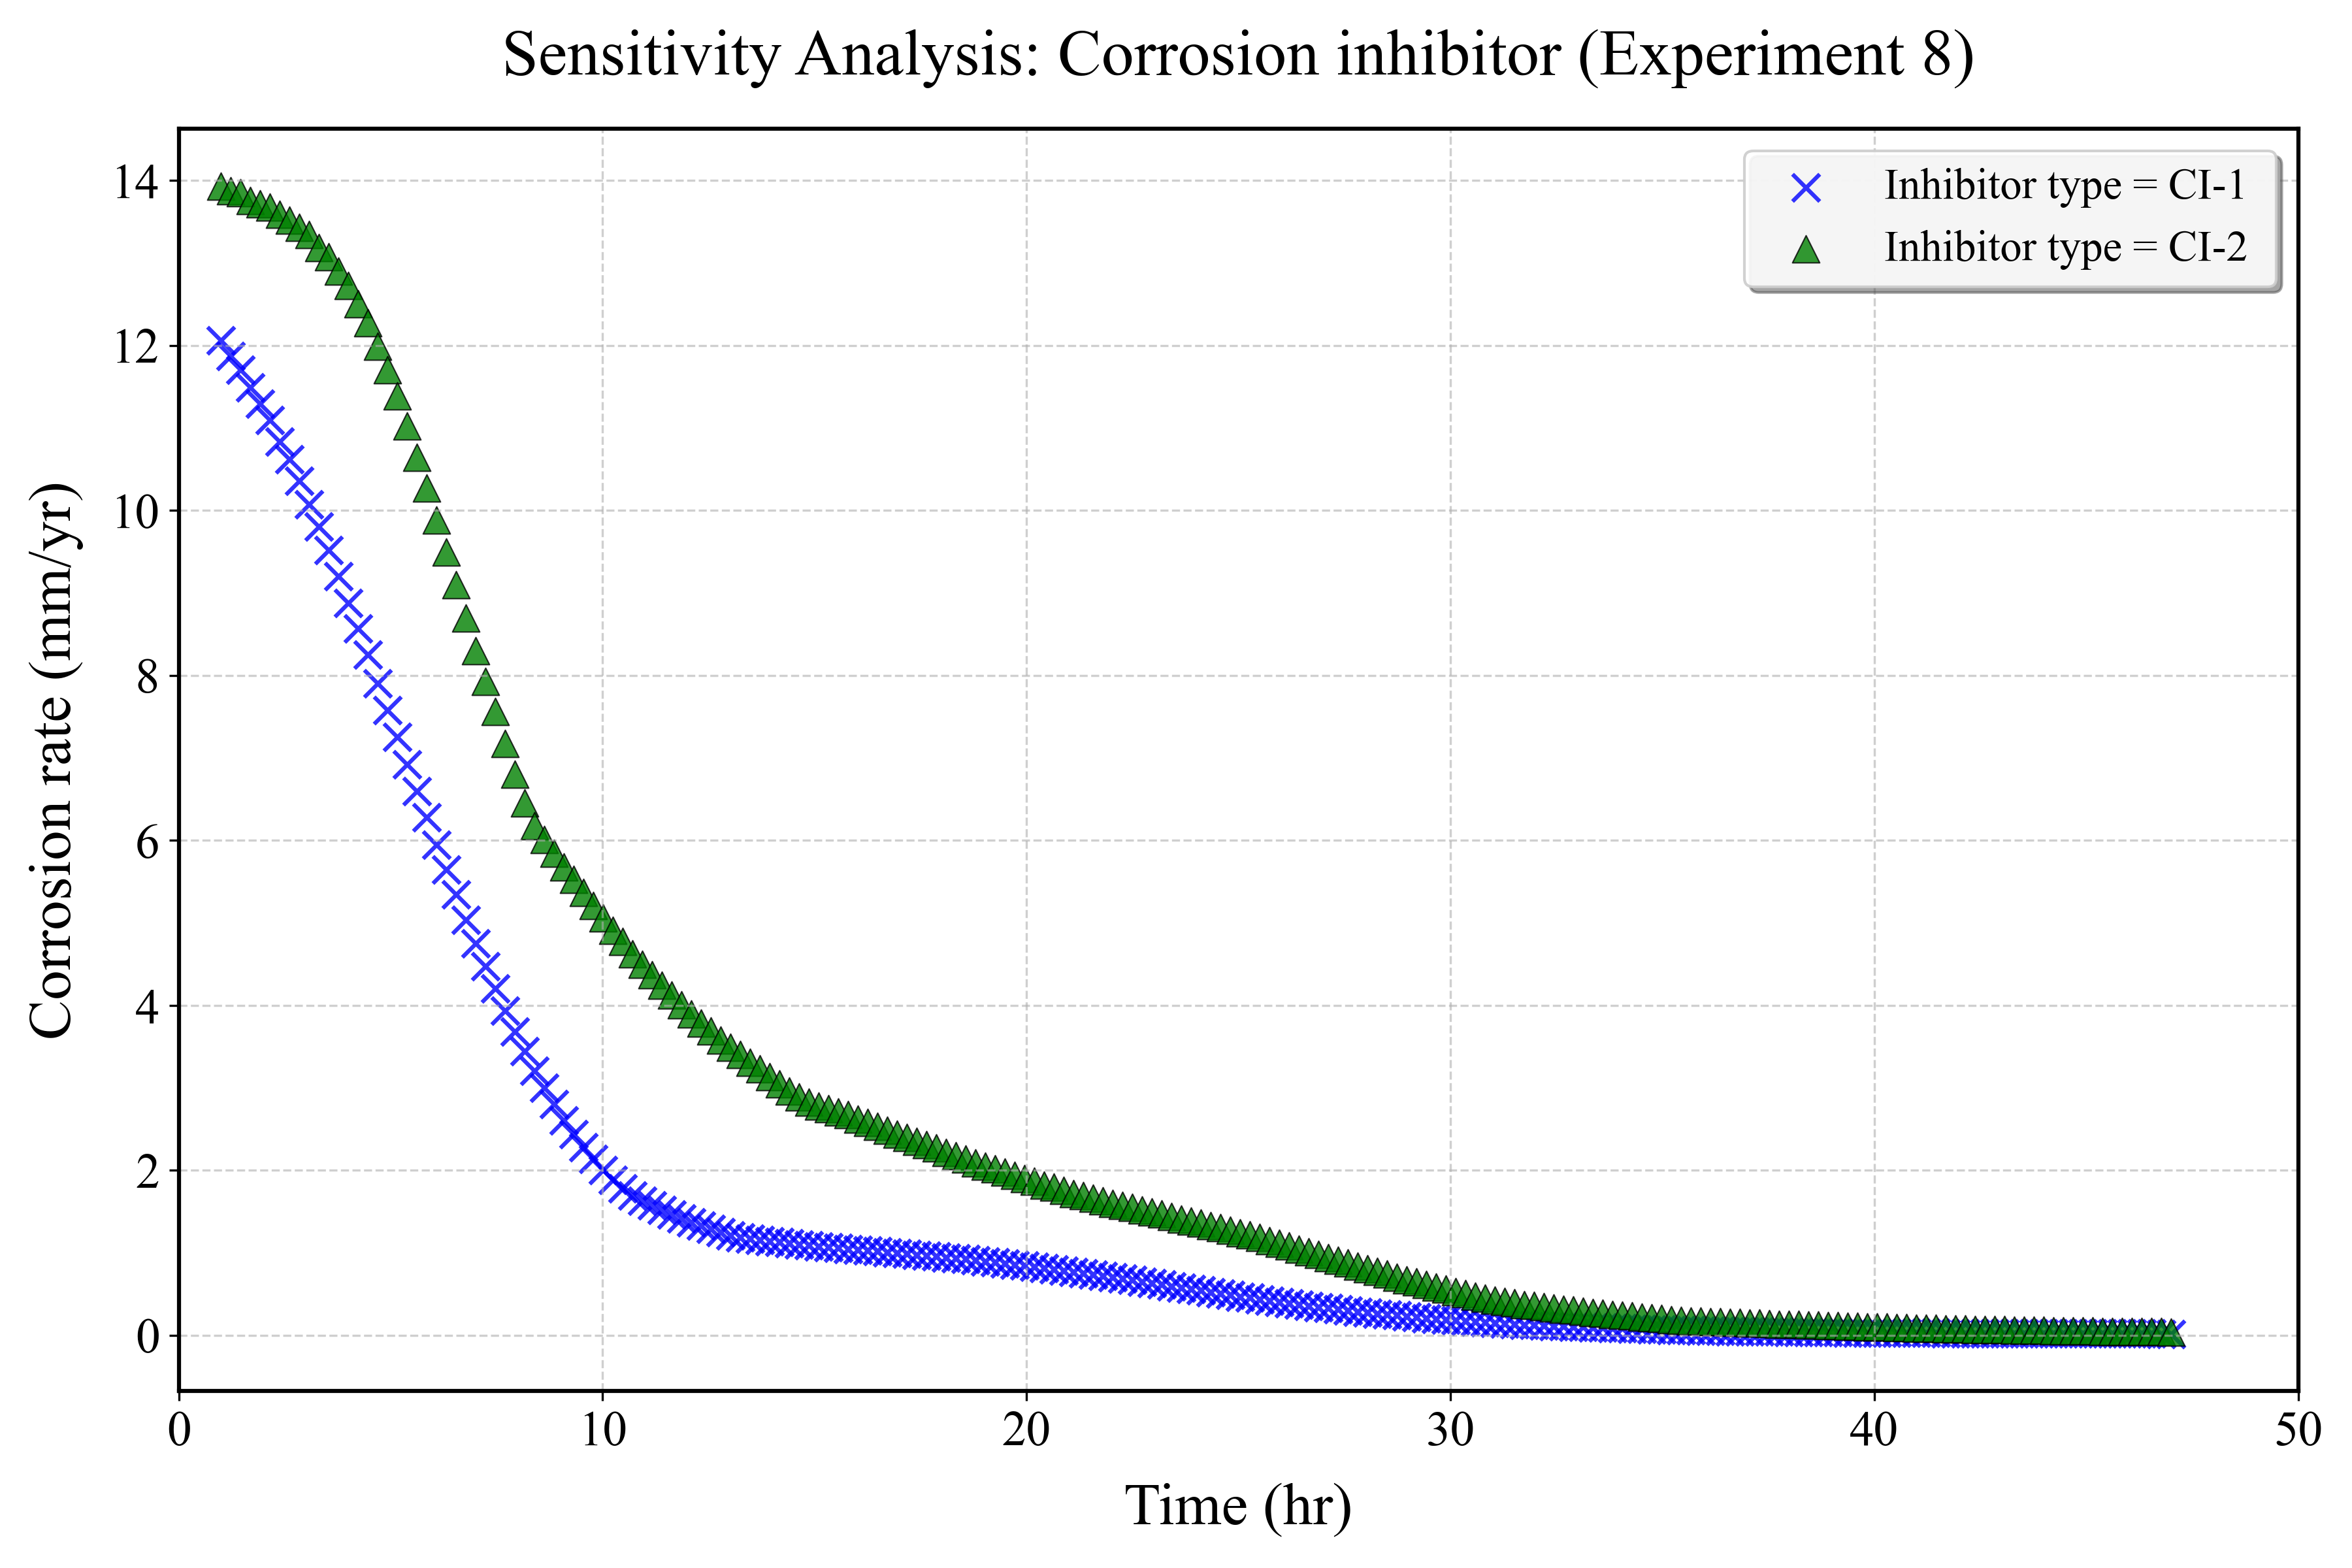 Sensitivity Analysis: Corrosion inhibitor (Experiment 8)
Inhibitor type = CI-1
Inhibitor type = CI-2
Corrosion rate (mm/yr)
14
12
10
8
6
4
2
0
0 10 20 30 40 50
Time (hr)